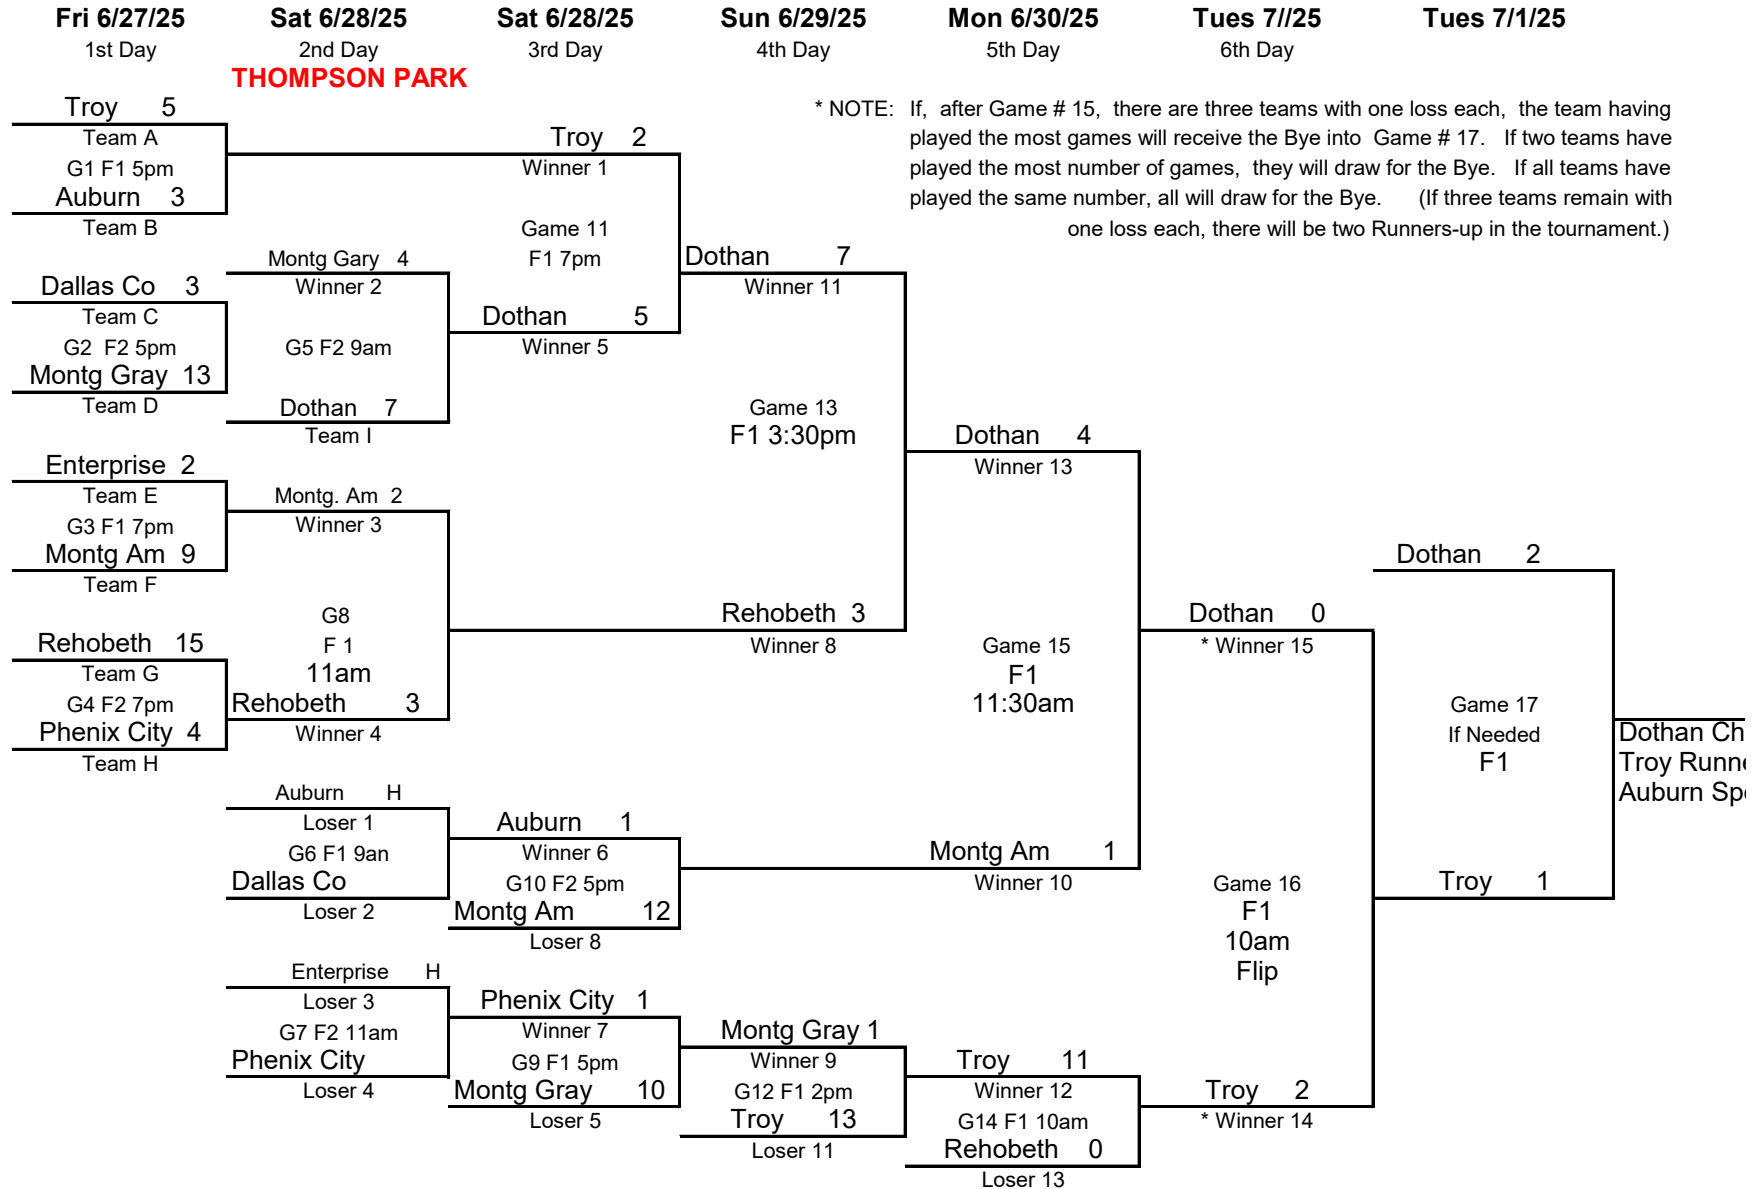 Fri 6/27/25 Sat 6/28/25 Sat 6/28/25 Sun 6/29/25 Mon 6/30/25 Tues 7//25 Tues 7/1/25
1st Day 2nd Day 3rd Day 4th Day 5th Day 6th Day
THOMPSON PARK
* NOTE: If, after Game # 15, there are three teams with one loss each, the team having
played the most games will receive the Bye into Game # 17. If two teams have
played the most number of games, they will draw for the Bye. If all teams have
played the same number, all will draw for the Bye. (If three teams remain with
one loss each, there will be two Runners-up in the tournament.)
Troy 5
Team A
G1 F1 5pm
Auburn 3
Team B
Dallas Co 3
Team C
G2 F2 5pm
Montg Gray 13
Team D
Enterprise 2
Team E
G3 F1 7pm
Montg Am 9
Team F
Rehobeth 15
Team G
G4 F2 7pm
Phenix City 4
Team H
Montg Gary 4
Winner 2
G5 F2 9am
Dothan 7
Team I
Montg. Am 2
Winner 3
G8
F 1
11am
Rehobeth 3
Winner 4
Auburn H
Loser 1
G6 F1 9an
Dallas Co
Loser 2
Enterprise H
Loser 3
G7 F2 11am
Phenix City
Loser 4
Troy 2
Winner 1
Game 11
F1 7pm
Dothan 5
Winner 5
Auburn 1
Winner 6
G10 F2 5pm
Montg Am 12
Loser 8
Phenix City 1
Winner 7
G9 F1 5pm
Montg Gray 10
Loser 5
Dothan 7
Winner 11
Game 13
F1 3:30pm
Rehobeth 3
Winner 8
Montg Gray 1
Winner 9
G12 F1 2pm
Troy 13
Loser 11
Dothan 4
Winner 13
Game 15
F1
11:30am
Montg Am 1
Winner 10
Troy 11
Winner 12
G14 F1 10am
Rehobeth 0
Loser 13
Dothan 0
* Winner 15
Game 16
F1
10am
Flip
Troy 2
* Winner 14
Dothan 2
Game 17
If Needed
F1
Troy 1
Dothan Ch
Troy Runne
Auburn Sp